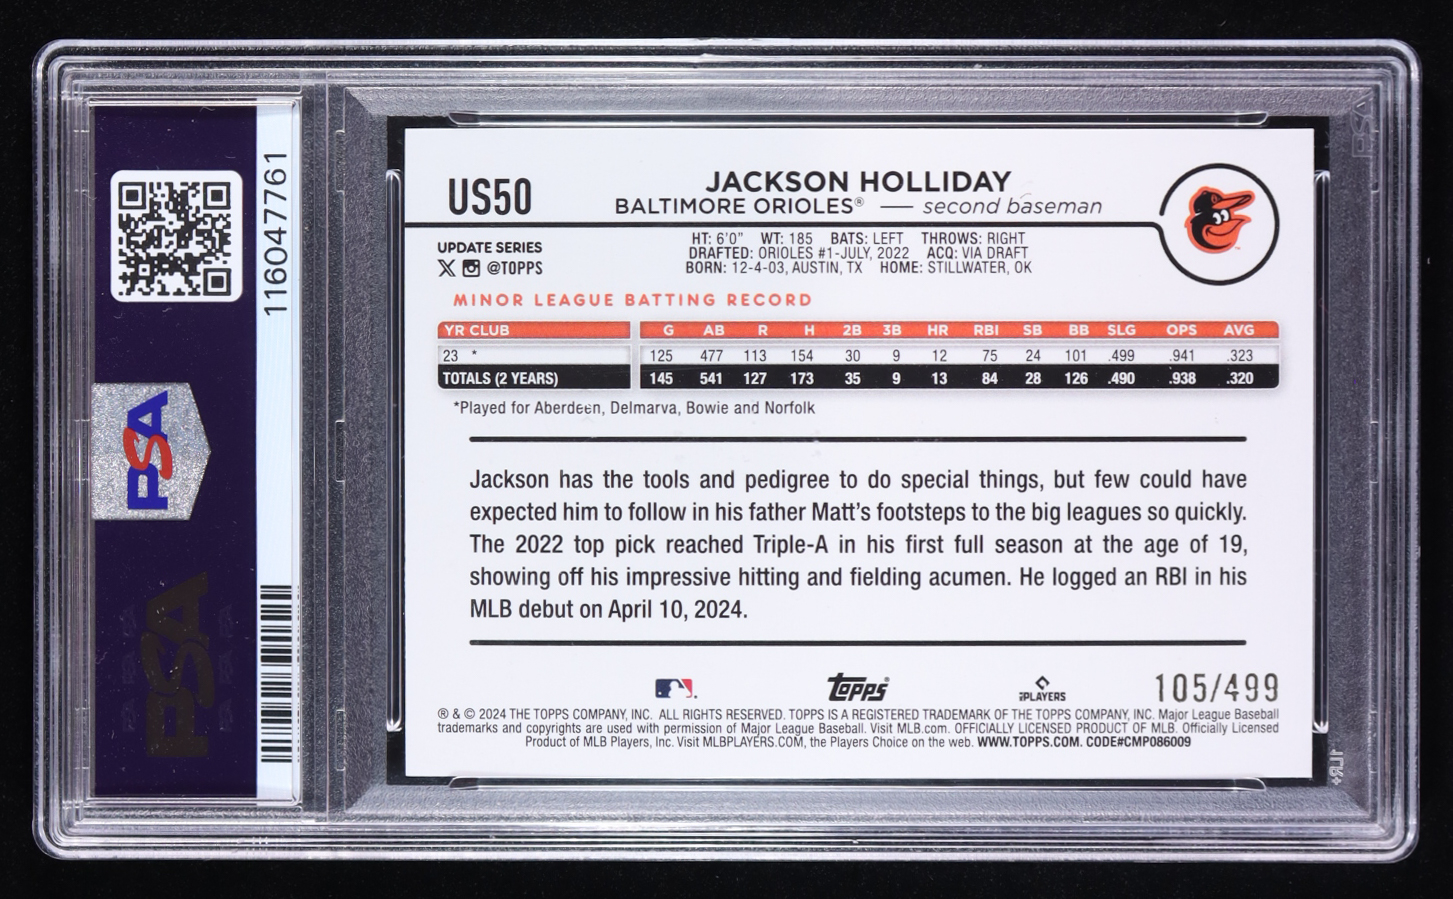 116047761
PSA
PSA
US50
JACKSON HOLLIDAY
BALTIMORE ORIOLES® — second baseman
UPDATE SERIES
@TOPPS
HT: 6'0" WT: 185 BATS: LEFT THROWS: RIGHT
DRAFTED: ORIOLES #1-JULY, 2022 ACQ: VIA DRAFT
BORN: 12-4-03, AUSTIN, TX HOME: STILLWATER, OK
MINOR LEAGUE BATTING RECORD
YR CLUB G AB R H 2B 3B HR RBI SB BB SLG OPS AVG
23 * 125 477 113 154 30 9 12 75 24 101 .499 .941 .323
TOTALS (2 YEARS) 145 541 127 173 35 9 13 84 28 126 .490 .938 .320
*Played for Aberdeen, Delmarva, Bowie and Norfolk
Jackson has the tools and pedigree to do special things, but few could have
expected him to follow in his father Matt's footsteps to the big leagues so quickly.
The 2022 top pick reached Triple-A in his first full season at the age of 19,
showing off his impressive hitting and fielding acumen. He logged an RBI in his
MLB debut on April 10, 2024.
Topps
PLAYERS
105/499
® & © 2024 THE TOPPS COMPANY, INC. ALL RIGHTS RESERVED. TOPPS IS A REGISTERED TRADEMARK OF THE TOPPS COMPANY, INC. Major League Baseball
trademarks and copyrights are used with permission of Major League Baseball. Visit MLB.com. OFFICIALLY LICENSED PRODUCT OF MLB. Officially Licensed
Product of MLB Players, Inc. Visit MLBPLAYERS.COM, the Players Choice on the web. WWW.TOPPS.COM. CODE#CMP086009